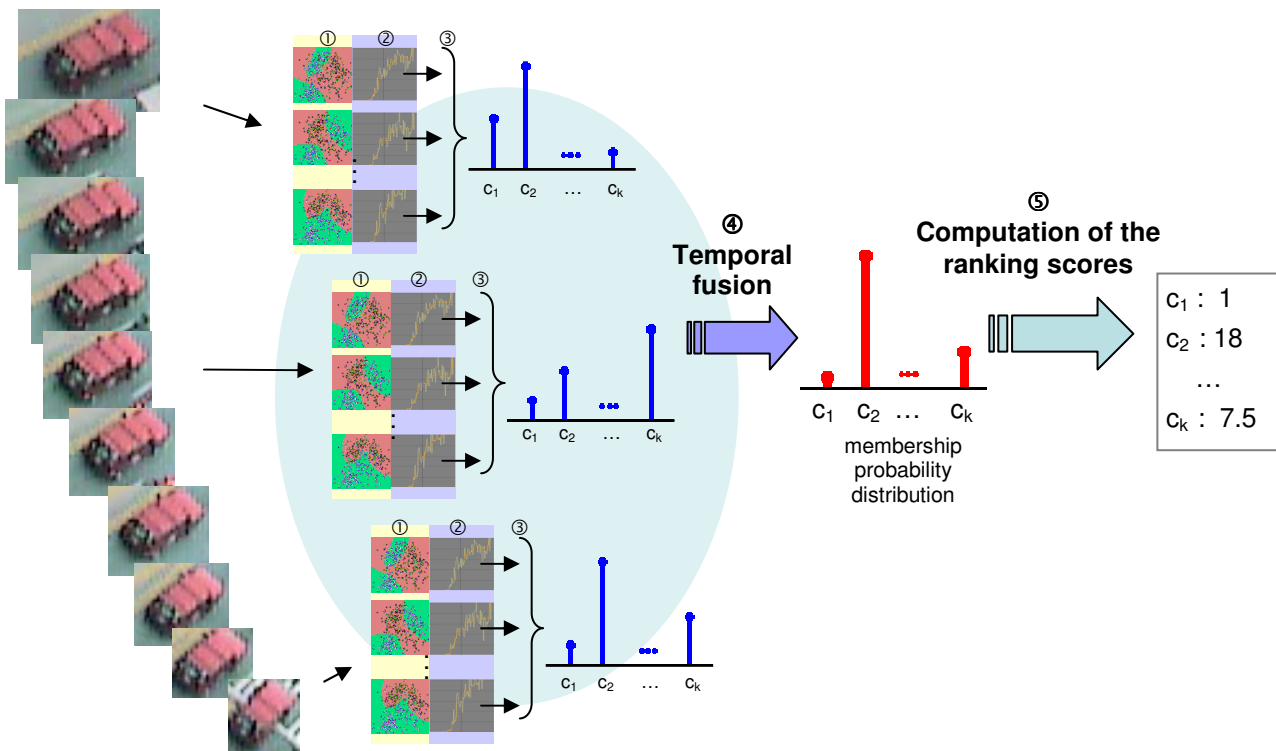 ① ② ③
c1 c2 … ck
① ② ③
c1 c2 … ck
① ② ③
c1 c2 … ck
④
Temporal
fusion
c1 c2 … ck
membership
probability
distribution
⑤
Computation of the
ranking scores
c1 : 1
c2 : 18
…
ck : 7.5